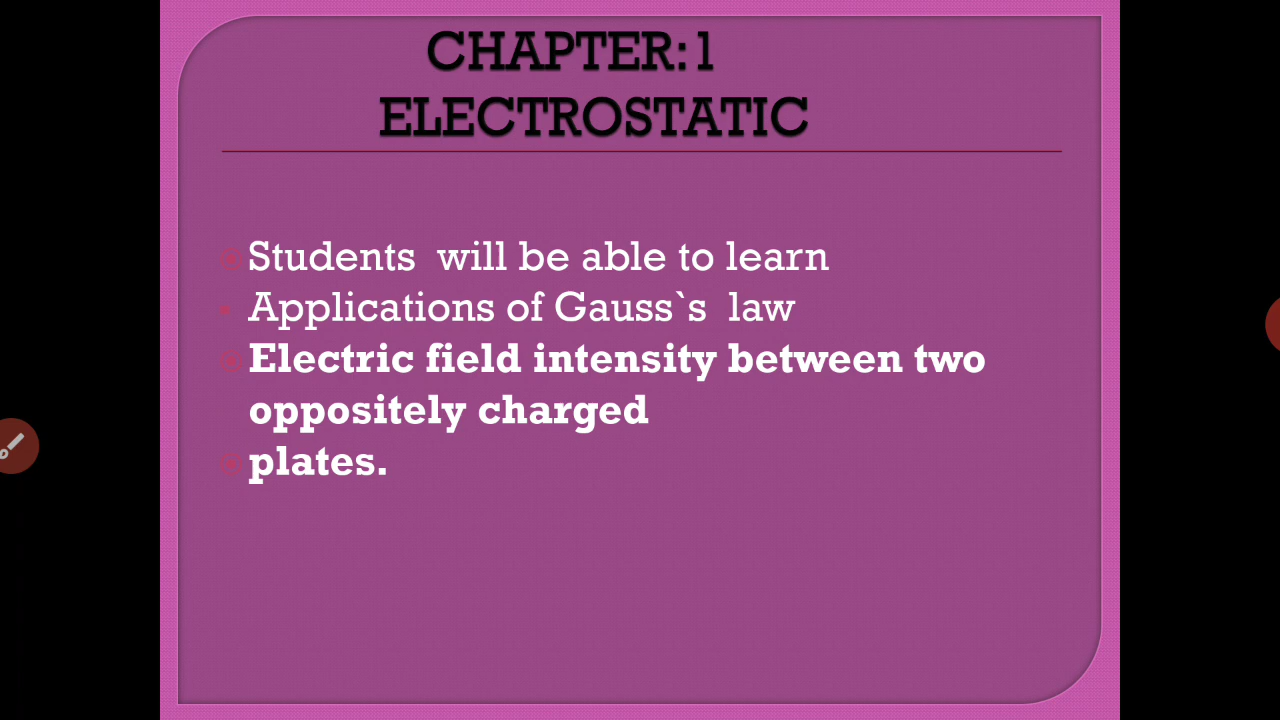 CHAPTER: 1
ELECTROSTATIC
Students will be able to learn
Applications of Gauss`s law
Electric field intensity between two
oppositely charged
plates.